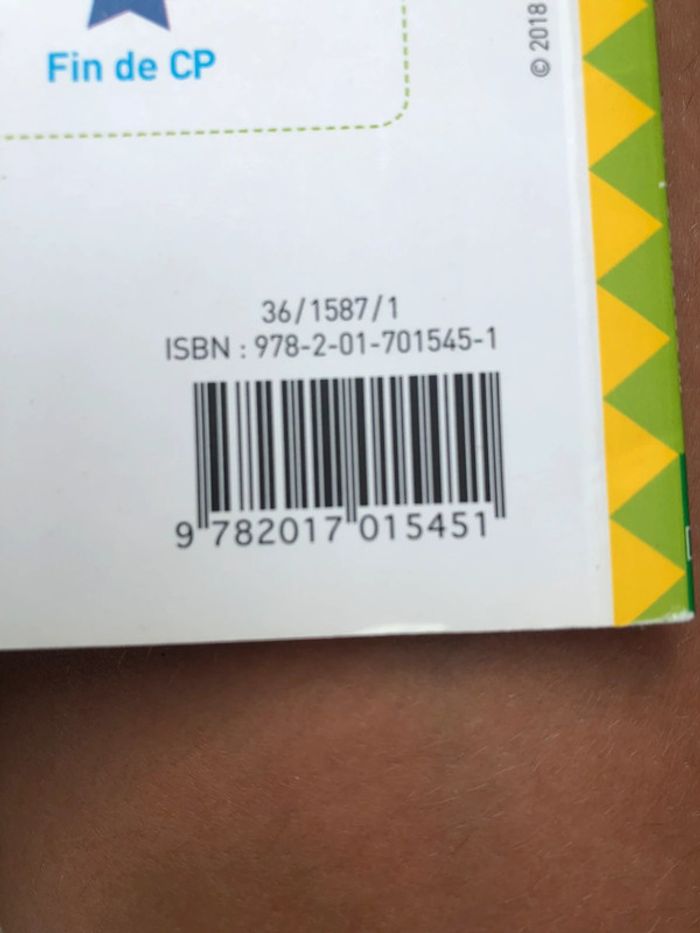 Fin de CP
© 2018
36/1587/1
ISBN : 978-2-01-701545-1
9 782017 015451